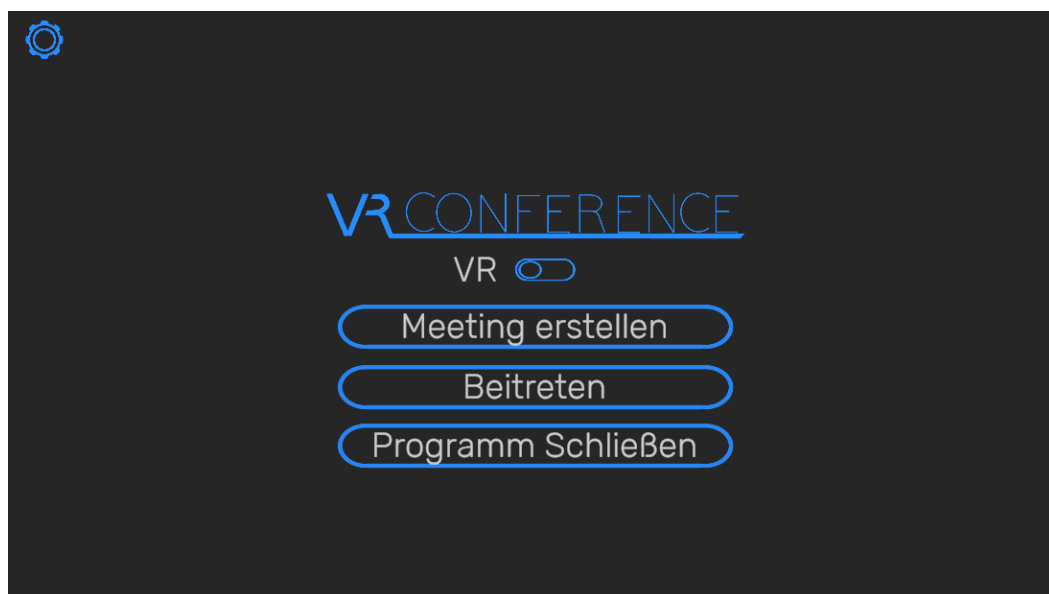 VR CONFERENCE
VR
Meeting erstellen
Beitreten
Programm Schließen